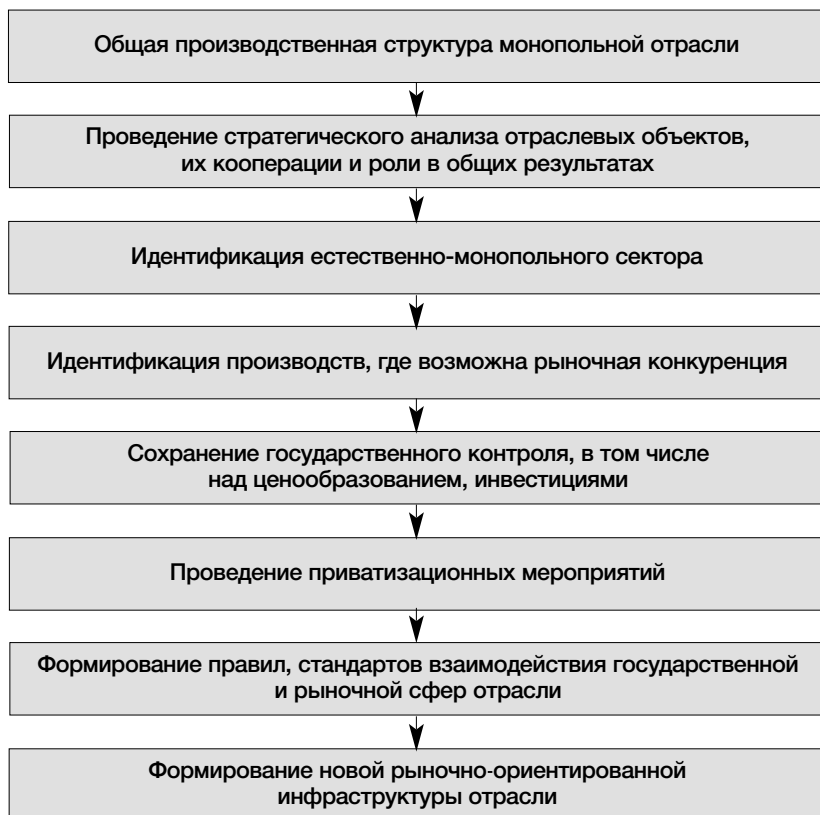 Общая производственная структура монопольной отрасли
Проведение стратегического анализа отраслевых объектов,
их кооперации и роли в общих результатах
Идентификация естественно-монопольного сектора
Идентификация производств, где возможна рыночная конкуренция
Сохранение государственного контроля, в том числе
над ценообразованием, инвестициями
Проведение приватизационных мероприятий
Формирование правил, стандартов взаимодействия государственной
и рыночной сфер отрасли
Формирование новой рыночно-ориентированной
инфраструктуры отрасли